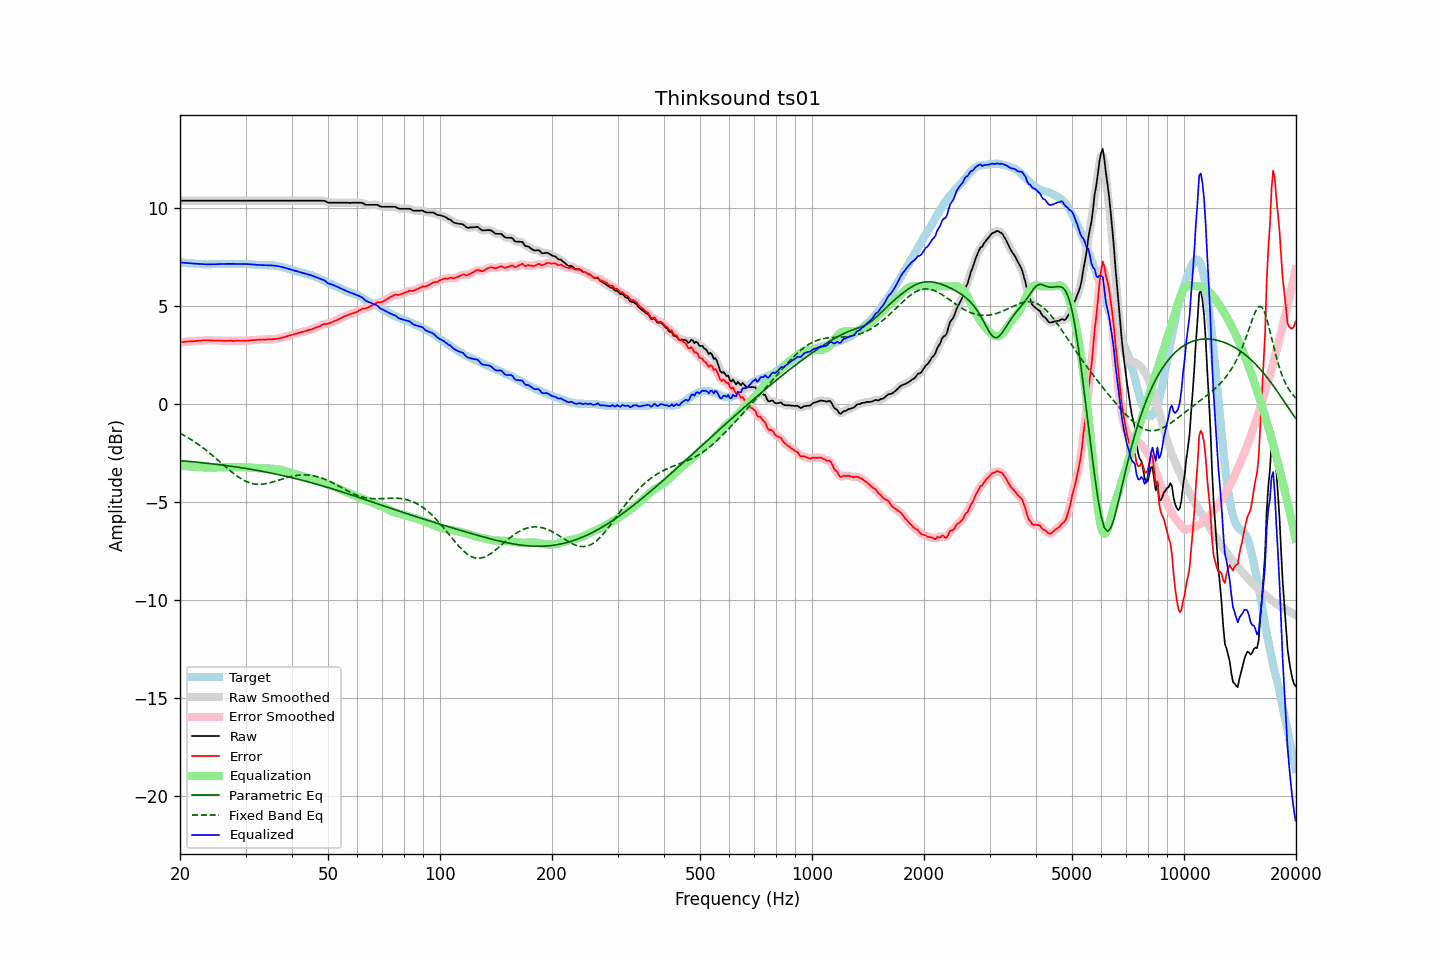 Thinksound ts01
Amplitude (dBr)
10
5
0
−5
−10
−15
−20
Target
Raw Smoothed
Error Smoothed
Raw
Error
Equalization
Parametric Eq
Fixed Band Eq
Equalized
20 50 100 200 500 1000 2000 5000 10000 20000
Frequency (Hz)